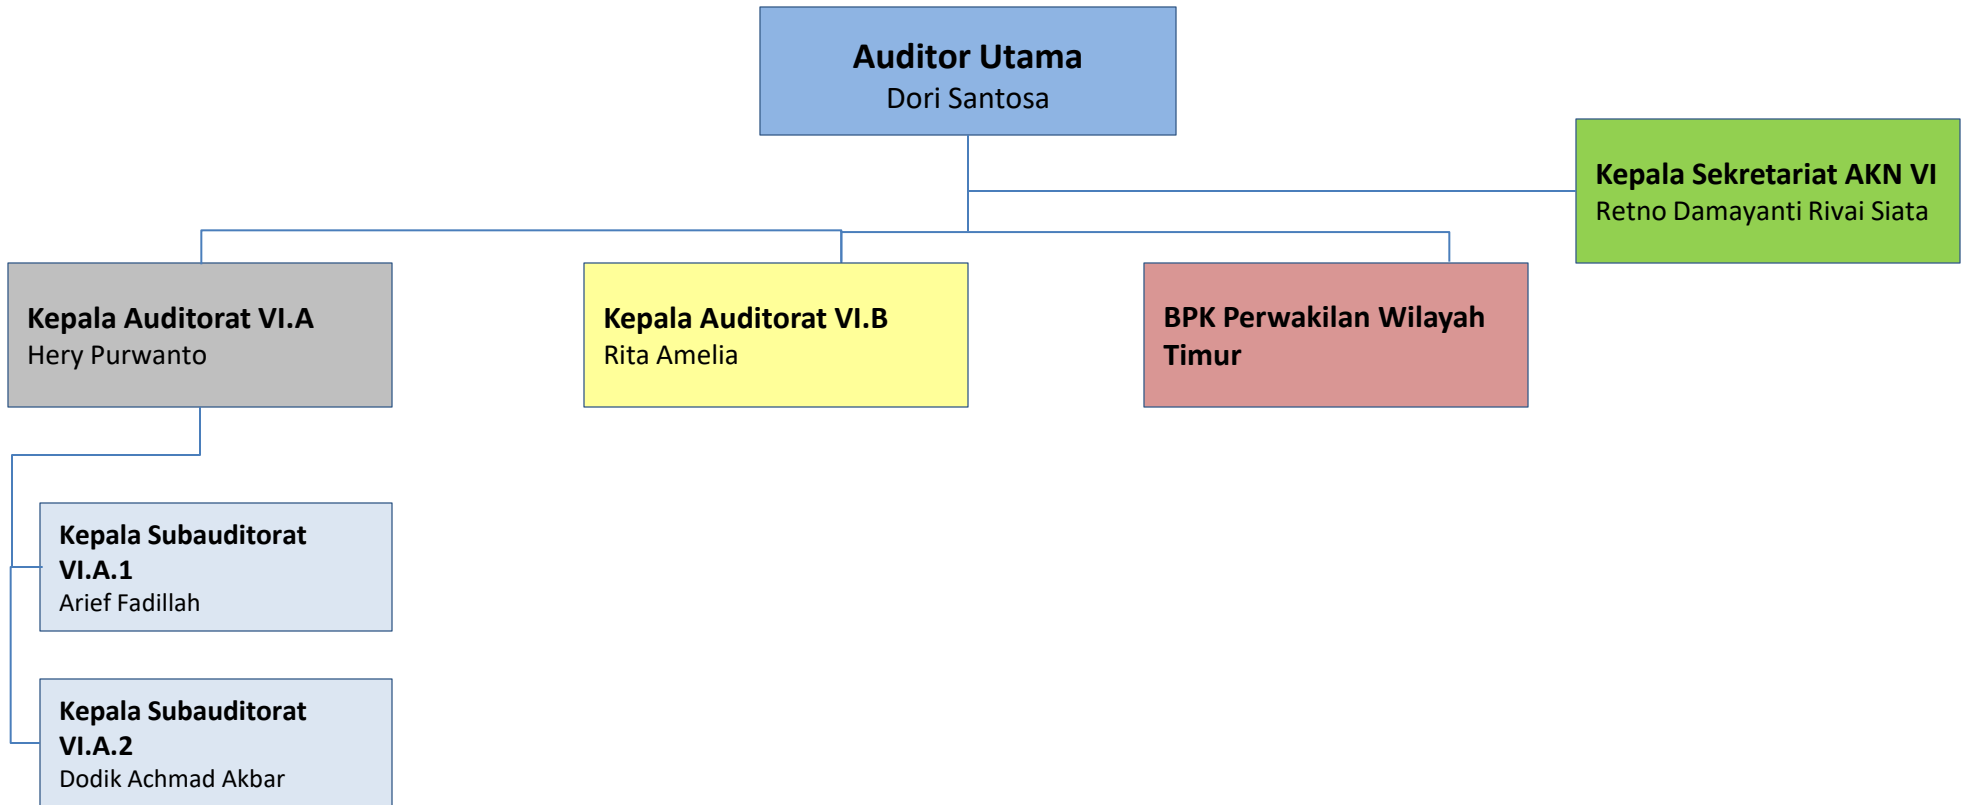 Auditor Utama
Dori Santosa
Kepala Sekretariat AKN VI
Retno Damayanti Rivai Siata
Kepala Auditorat VI.A
Hery Purwanto
Kepala Auditorat VI.B
Rita Amelia
BPK Perwakilan Wilayah
Timur
Kepala Subauditorat
VI.A.1
Arief Fadillah
Kepala Subauditorat
VI.A.2
Dodik Achmad Akbar